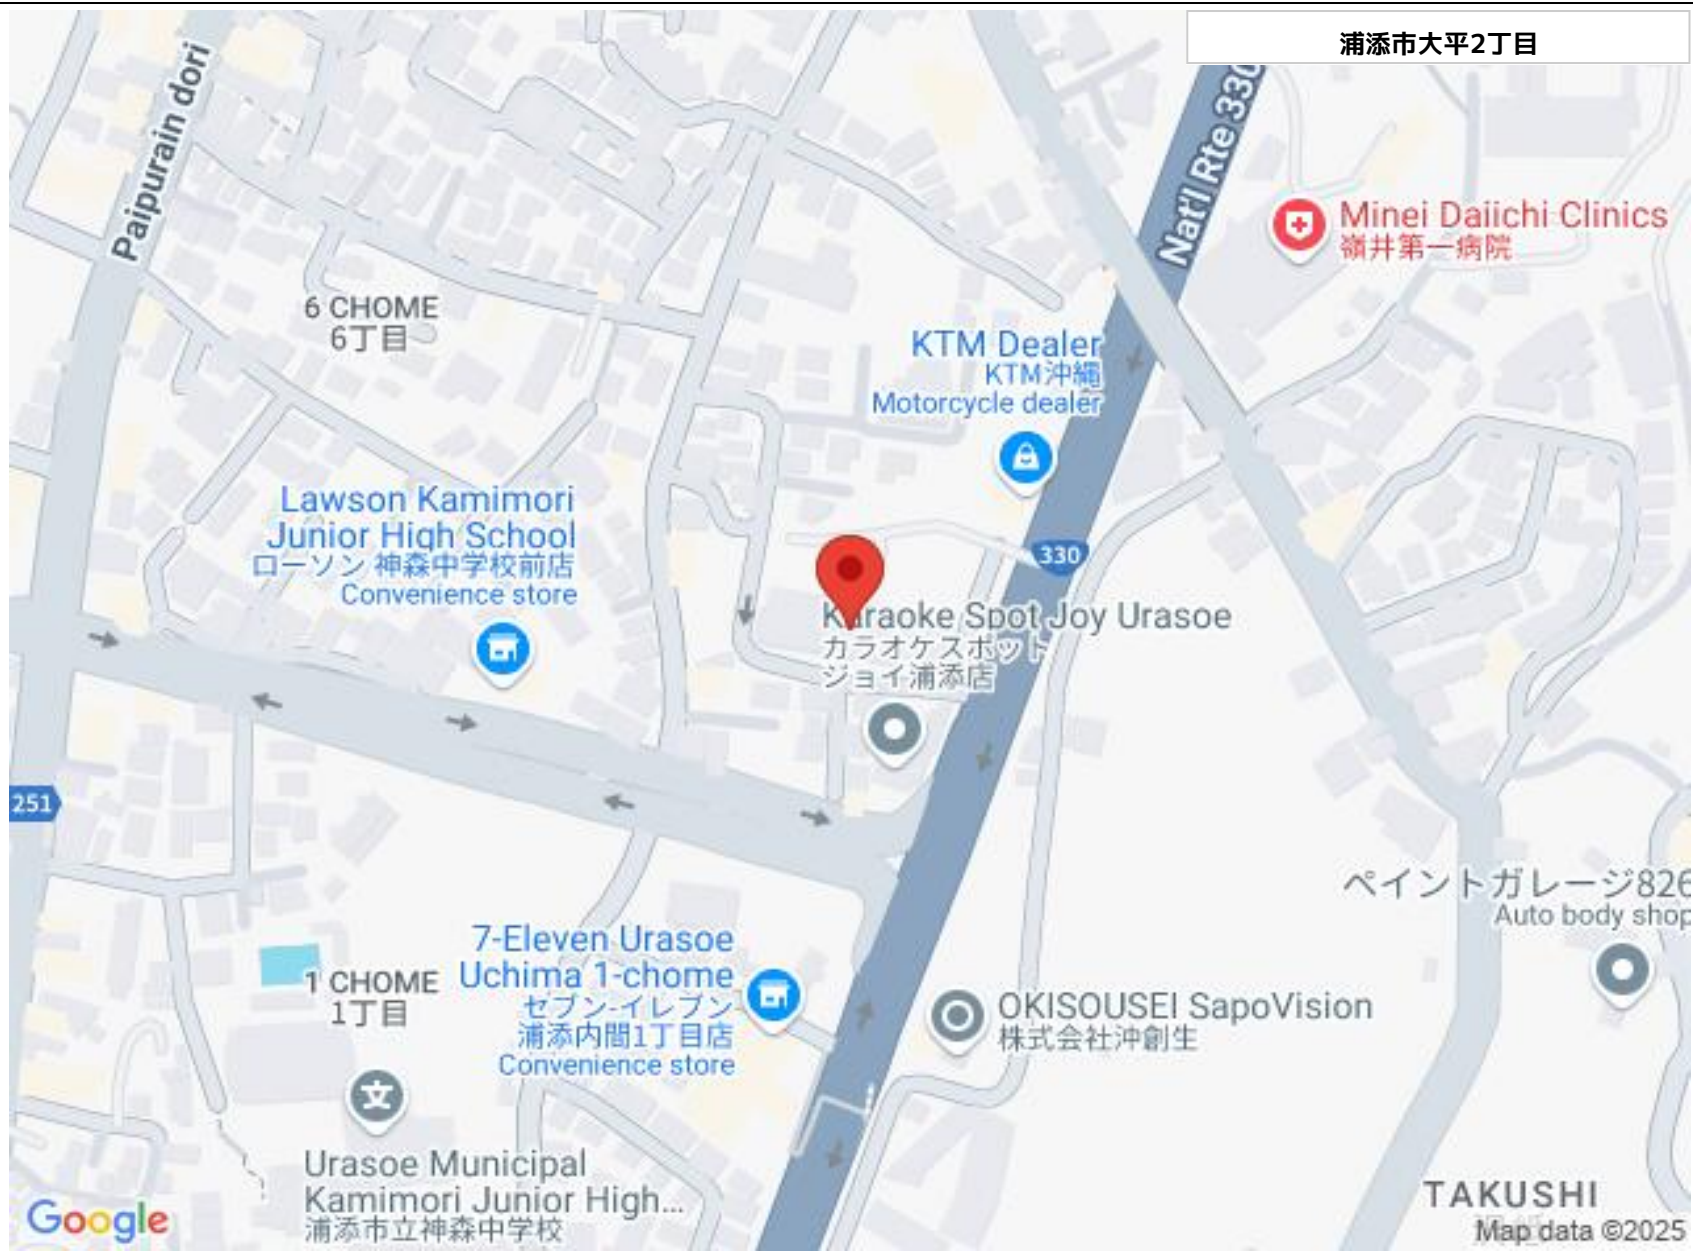 浦添市大平2丁目
Paipurain dori
Nat'l Rte 330
Minei Daiichi Clinics
嶺井第一病院
6 CHOME
6丁目
KTM Dealer
KTM沖縄
Motorcycle dealer
Lawson Kamimori
Junior High School
ローソン 神森中学校前店
Convenience store
330
Karaoke Spot Joy Urasoe
カラオケスポット
ジョイ浦添店
251
ペイントガレージ826
Auto body shop
7-Eleven Urasoe
Uchima 1-chome
セブン-イレブン
浦添内間1丁目店
Convenience store
1 CHOME
1丁目
OKISOUSEI SapoVision
株式会社沖創生
文
Urasoe Municipal
Kamimori Junior High...
浦添市立神森中学校
TAKUSHI
Google
Map data ©2025